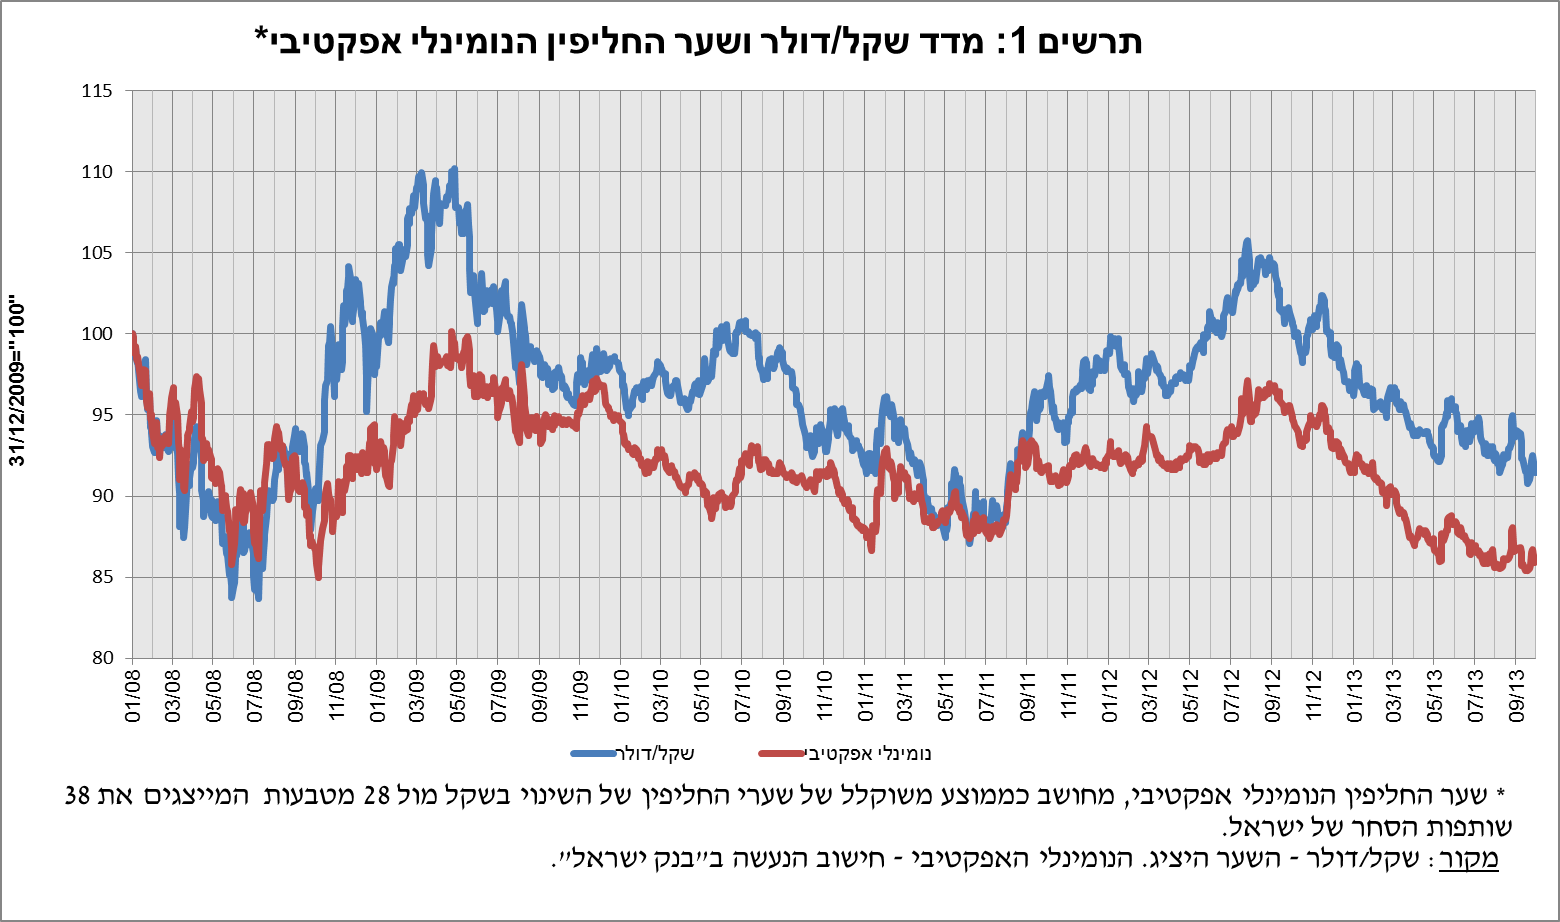 תרשים 1: מדד שקל/דולר ושער החליפין הנומינלי אפקטיבי*
31/12/2009="100"
115
110
105
100
95
90
85
80
01/08 03/08 05/08 07/08 09/08 11/08 01/09 03/09 05/09 07/09 09/09 11/09 01/10 03/10 05/10 07/10 09/10 11/10 01/11 03/11 05/11 07/11 09/11 11/11 01/12 03/12 05/12 07/12 09/12 11/12 01/13 03/13 05/13 07/13 09/13
שקל/דולר נומינלי אפקטיבי
* שער החליפין הנומינלי אפקטיבי, מחושב כממוצע משוקלל של שערי החליפין של השינוי בשקל מול 28 מטבעות המייצגים את 38
שותפות הסחר של ישראל.
מקור: שקל/דולר - השער היציג. הנומינלי האפקטיבי - חישוב הנעשה ב"בנק ישראל".